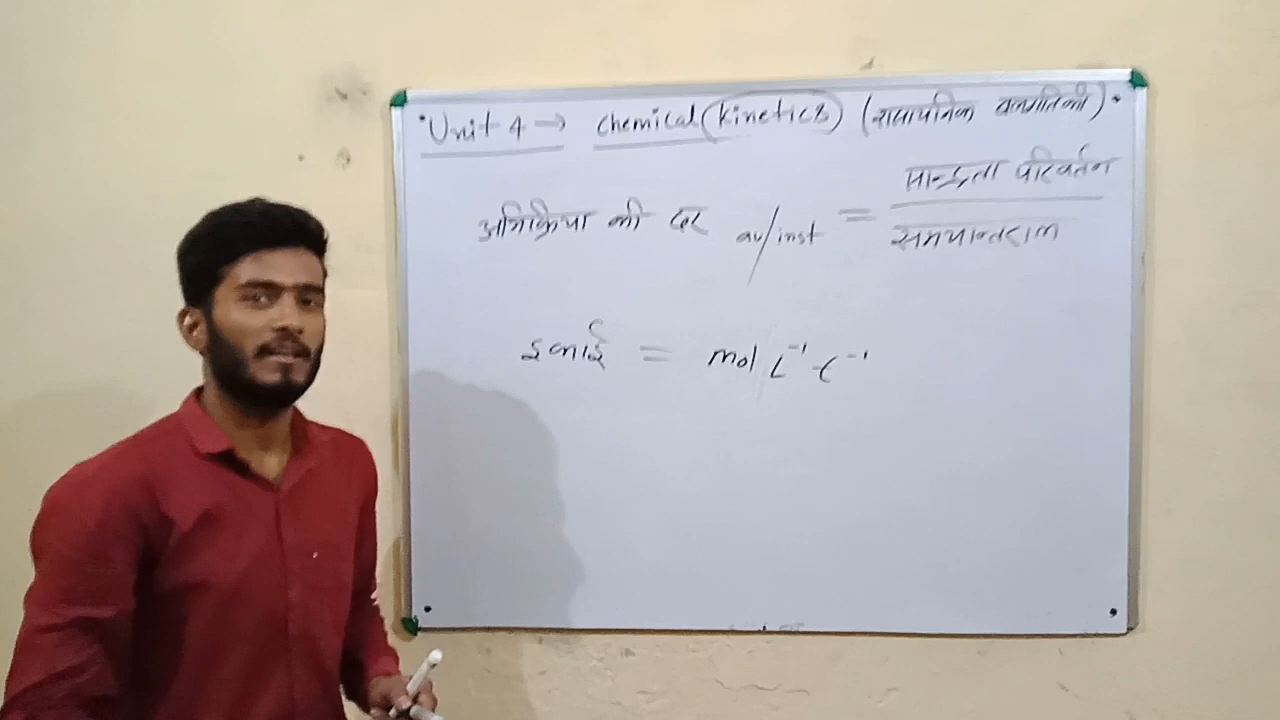 Unit 4 → Chemical (Kinetics) (रासायनिक बलगतिकी)
अभिक्रिया की दर av/inst = सान्द्रता परिवर्तन
समयान्तराल
इकाई = mol L⁻¹ t⁻¹